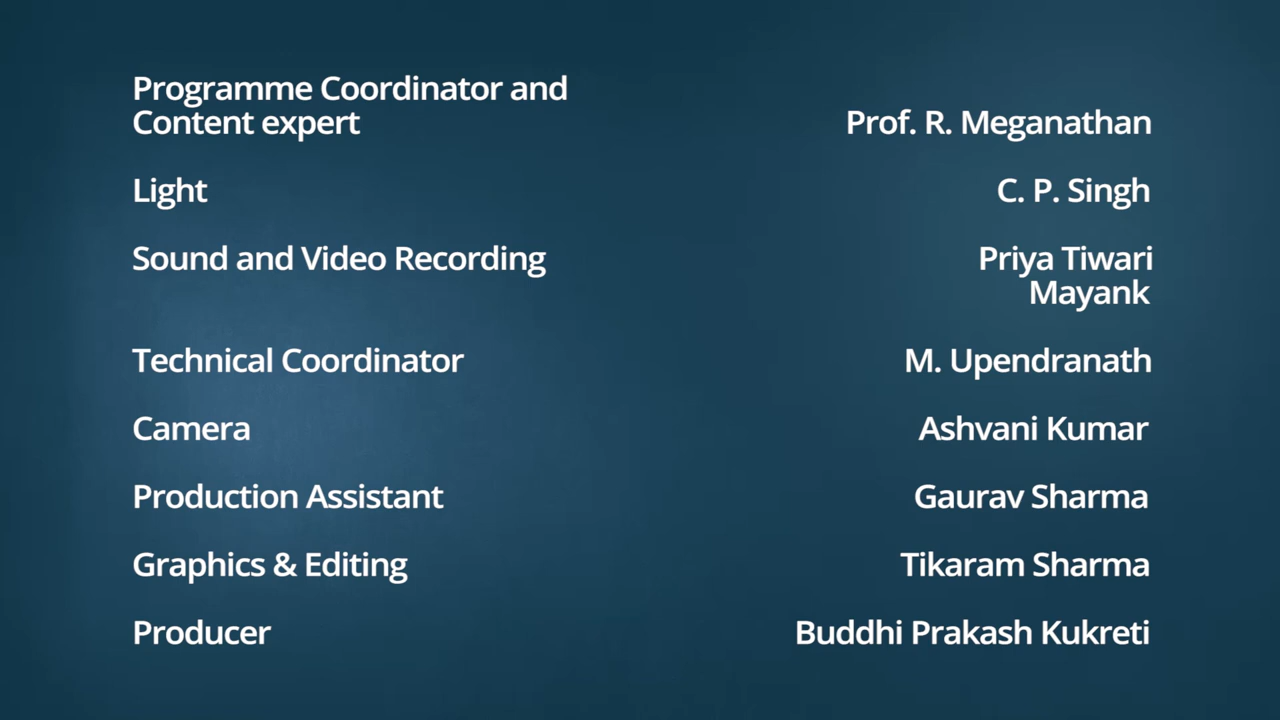 Programme Coordinator and
Content expert Prof. R. Meganathan
Light C. P. Singh
Sound and Video Recording Priya Tiwari
Mayank
Technical Coordinator M. Upendranath
Camera Ashvani Kumar
Production Assistant Gaurav Sharma
Graphics & Editing Tikaram Sharma
Producer Buddhi Prakash Kukreti